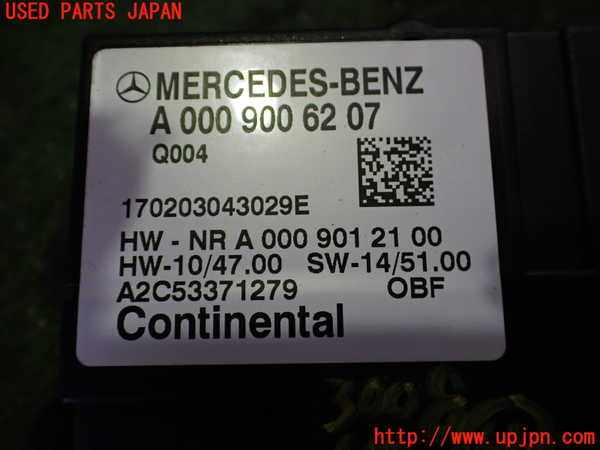 USED PARTS JAPAN
MERCEDES-BENZ
A 000 900 62 07
Q004
170203043029E
HW - NR A 000 901 21 00
HW-10/47.00 SW-14/51.00
A2C53371279 OBF
Continental
3000
http://www.upjpn.com/